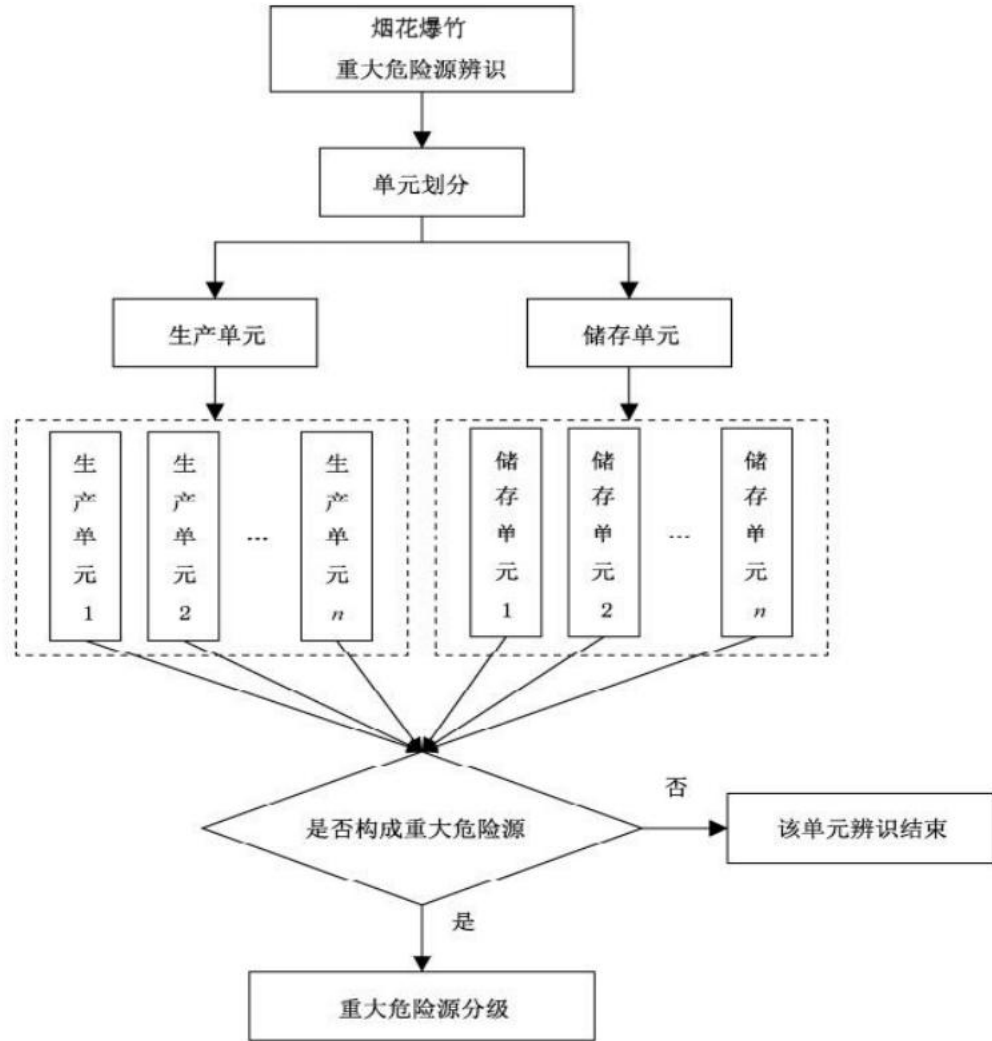 烟花爆竹
重大危险源辨识
单元划分
生产单元
储存单元
生产单元1
生产单元2
...
生产单元n
储存单元1
储存单元2
...
储存单元n
是否构成重大危险源
否
该单元辨识结束
是
重大危险源分级